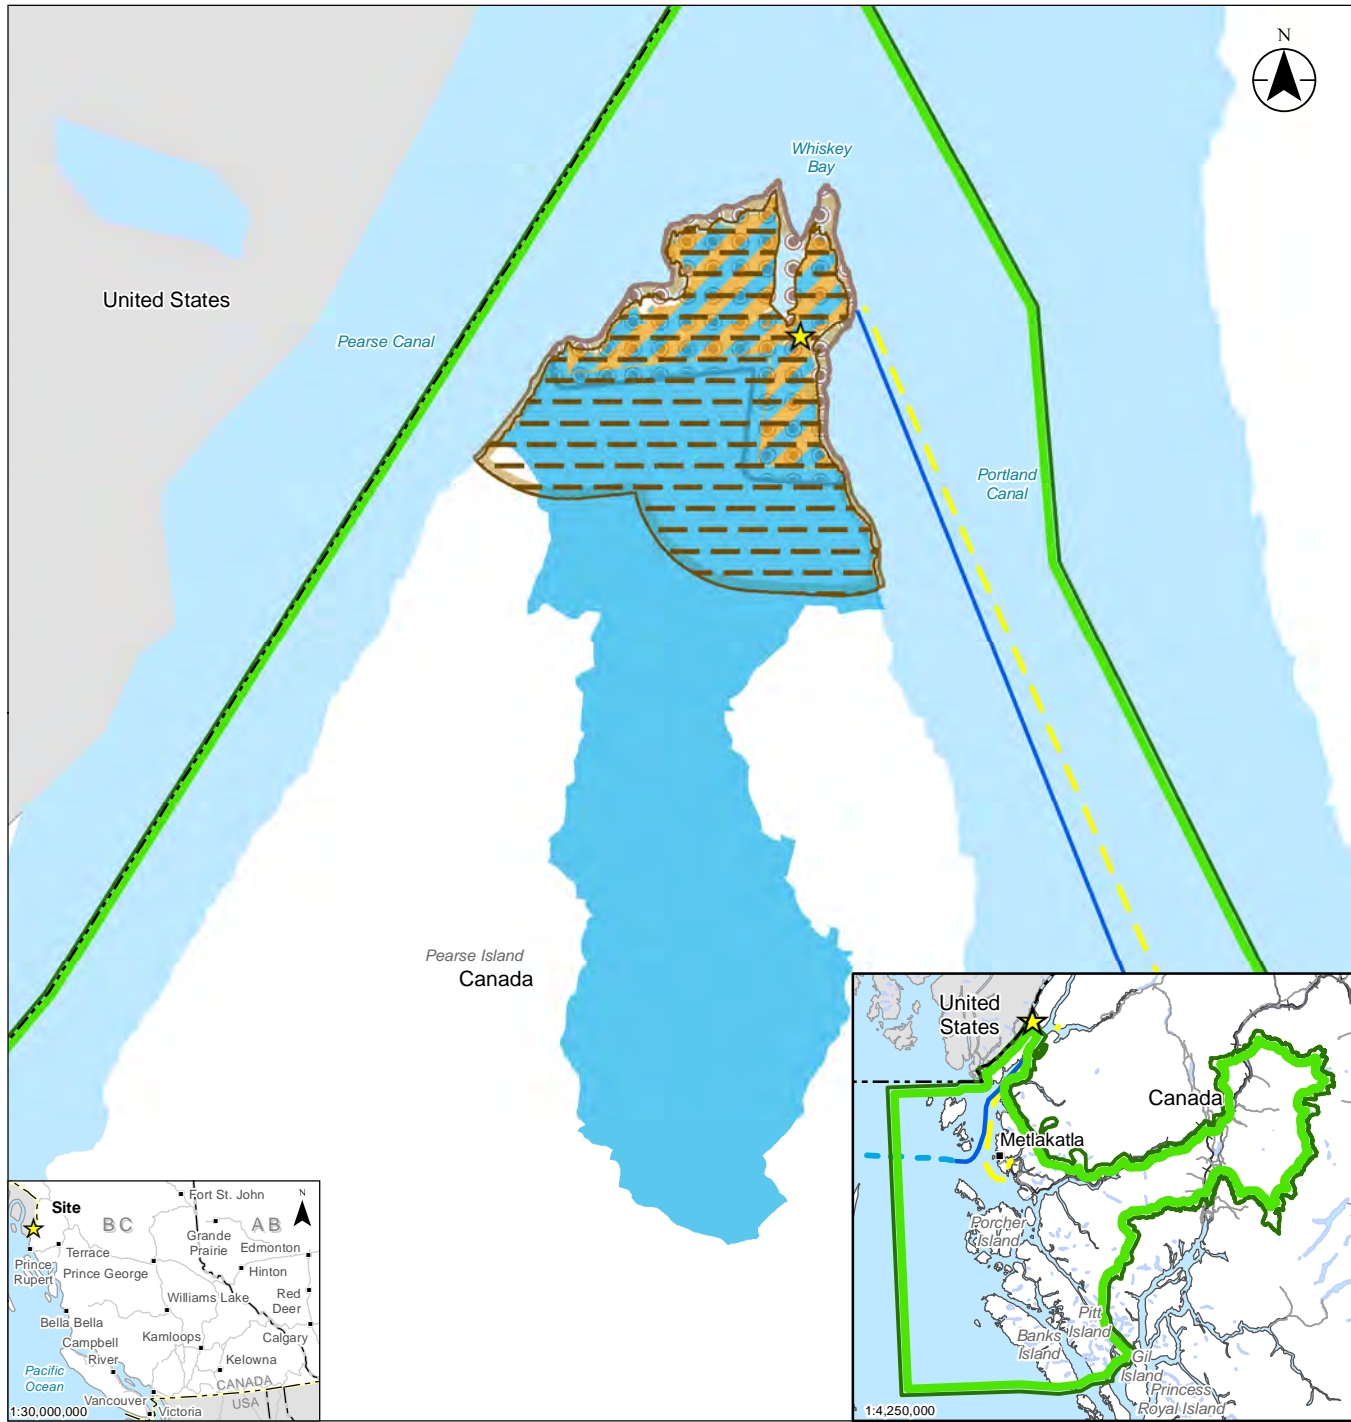 N
Whiskey
Bay
United States
Pearse Canal
Portland
Canal
Pearse Island
Canada
United
States
Canada
Metlakatla
Porcher
Island
Pitt
Island
Banks
Island
Gil
Island
Princess
Royal Island
1:4,250,000
N
Site
Fort St. John
BC
AB
Grande
Prairie
Edmonton
Terrace
Prince
Rupert
Prince George
Hinton
Williams Lake
Red
Deer
Bella Bella
Campbell
River
Kamloops
Calgary
Kelowna
Pacific
Ocean
CANADA
USA
Vancouver
Victoria
1:30,000,000